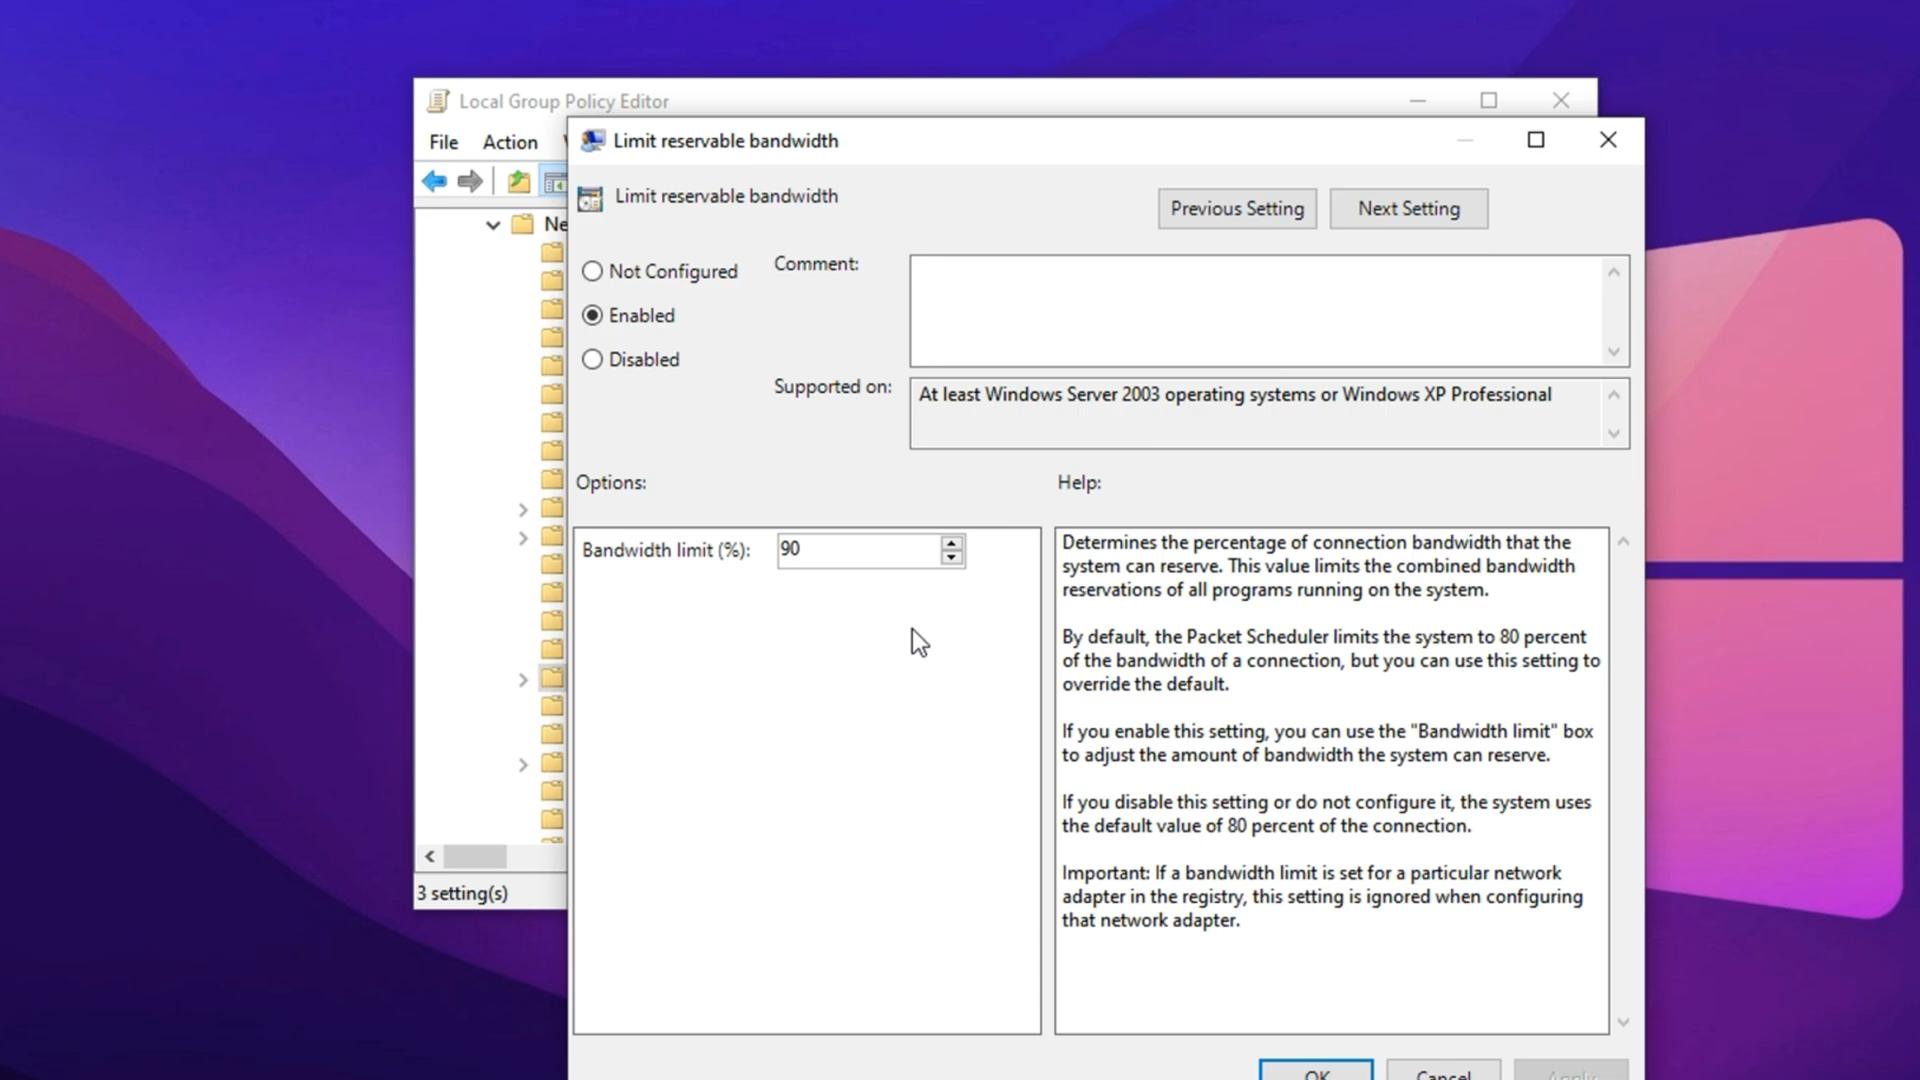 Local Group Policy Editor
File Action
Limit reservable bandwidth
Limit reservable bandwidth
Previous Setting
Next Setting
Not Configured
Enabled
Disabled
Comment:
Supported on:
At least Windows Server 2003 operating systems or Windows XP Professional
Options:
Help:
Bandwidth limit (%): 90
Determines the percentage of connection bandwidth that the
system can reserve. This value limits the combined bandwidth
reservations of all programs running on the system.
By default, the Packet Scheduler limits the system to 80 percent
of the bandwidth of a connection, but you can use this setting to
override the default.
If you enable this setting, you can use the "Bandwidth limit" box
to adjust the amount of bandwidth the system can reserve.
If you disable this setting or do not configure it, the system uses
the default value of 80 percent of the connection.
Important: If a bandwidth limit is set for a particular network
adapter in the registry, this setting is ignored when configuring
that network adapter.
Ne
3 setting(s)
OK
Cancel
Apply